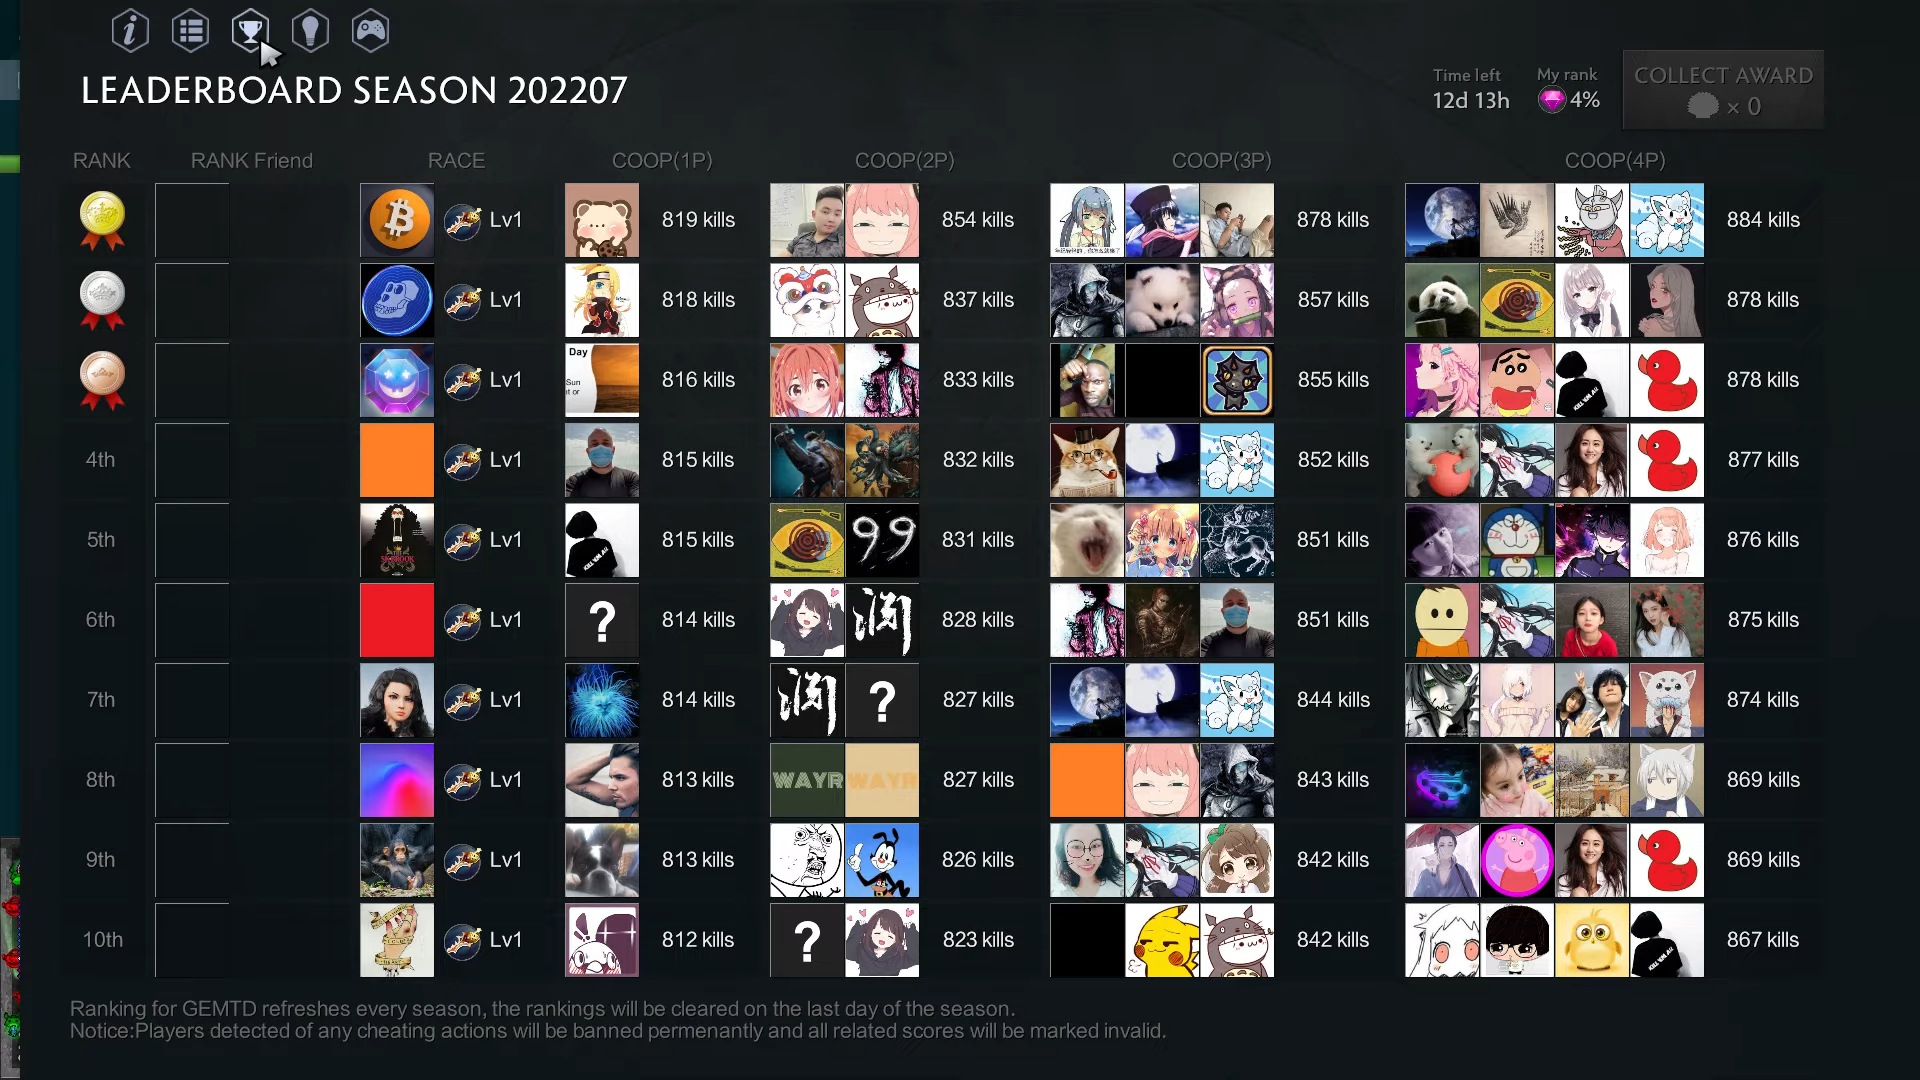 LEADERBOARD SEASON 202207
Time left
12d 13h
My rank
4%
COLLECT AWARD
× 0
RANK RANK Friend RACE COOP(1P) COOP(2P) COOP(3P) COOP(4P)
Lv1 819 kills 854 kills 878 kills 884 kills
Lv1 818 kills 837 kills 857 kills 878 kills
Day
Sun
it or
Lv1 816 kills 833 kills 855 kills 878 kills
4th Lv1 815 kills 832 kills 852 kills 877 kills
5th Lv1 815 kills 99 831 kills 851 kills 876 kills
6th Lv1 ? 814 kills 828 kills 851 kills 875 kills
7th Lv1 814 kills ? 827 kills 844 kills 874 kills
8th Lv1 813 kills WAYR WAYR 827 kills 843 kills 869 kills
9th Lv1 813 kills 826 kills 842 kills 869 kills
10th Lv1 812 kills ? 823 kills 842 kills 867 kills
Ranking for GEMTD refreshes every season, the rankings will be cleared on the last day of the season.
Notice:Players detected of any cheating actions will be banned permenantly and all related scores will be marked invalid.